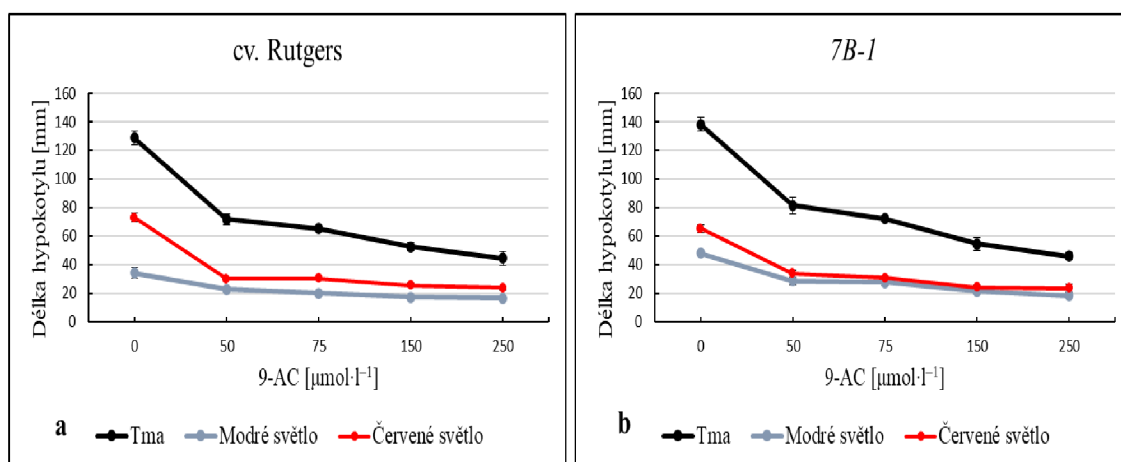 cv. Rutgers
Délka hypokotylu [mm]
160
140
120
100
80
60
40
20
0
0 50 75 150 250
9-AC [µmol·l⁻¹]
a
Tma Modré světlo Červené světlo
7B-1
Délka hypokotylu [mm]
160
140
120
100
80
60
40
20
0
0 50 75 150 250
9-AC [µmol·l⁻¹]
b
Tma Modré světlo Červené světlo